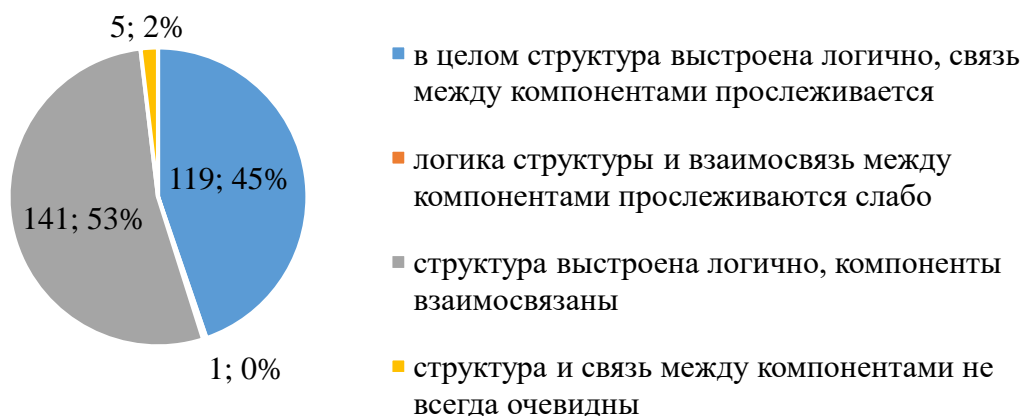 5; 2%
119; 45%
141; 53%
1; 0%
в целом структура выстроена логично, связь
между компонентами прослеживается
логика структуры и взаимосвязь между
компонентами прослеживаются слабо
структура выстроена логично, компоненты
взаимосвязаны
структура и связь между компонентами не
всегда очевидны